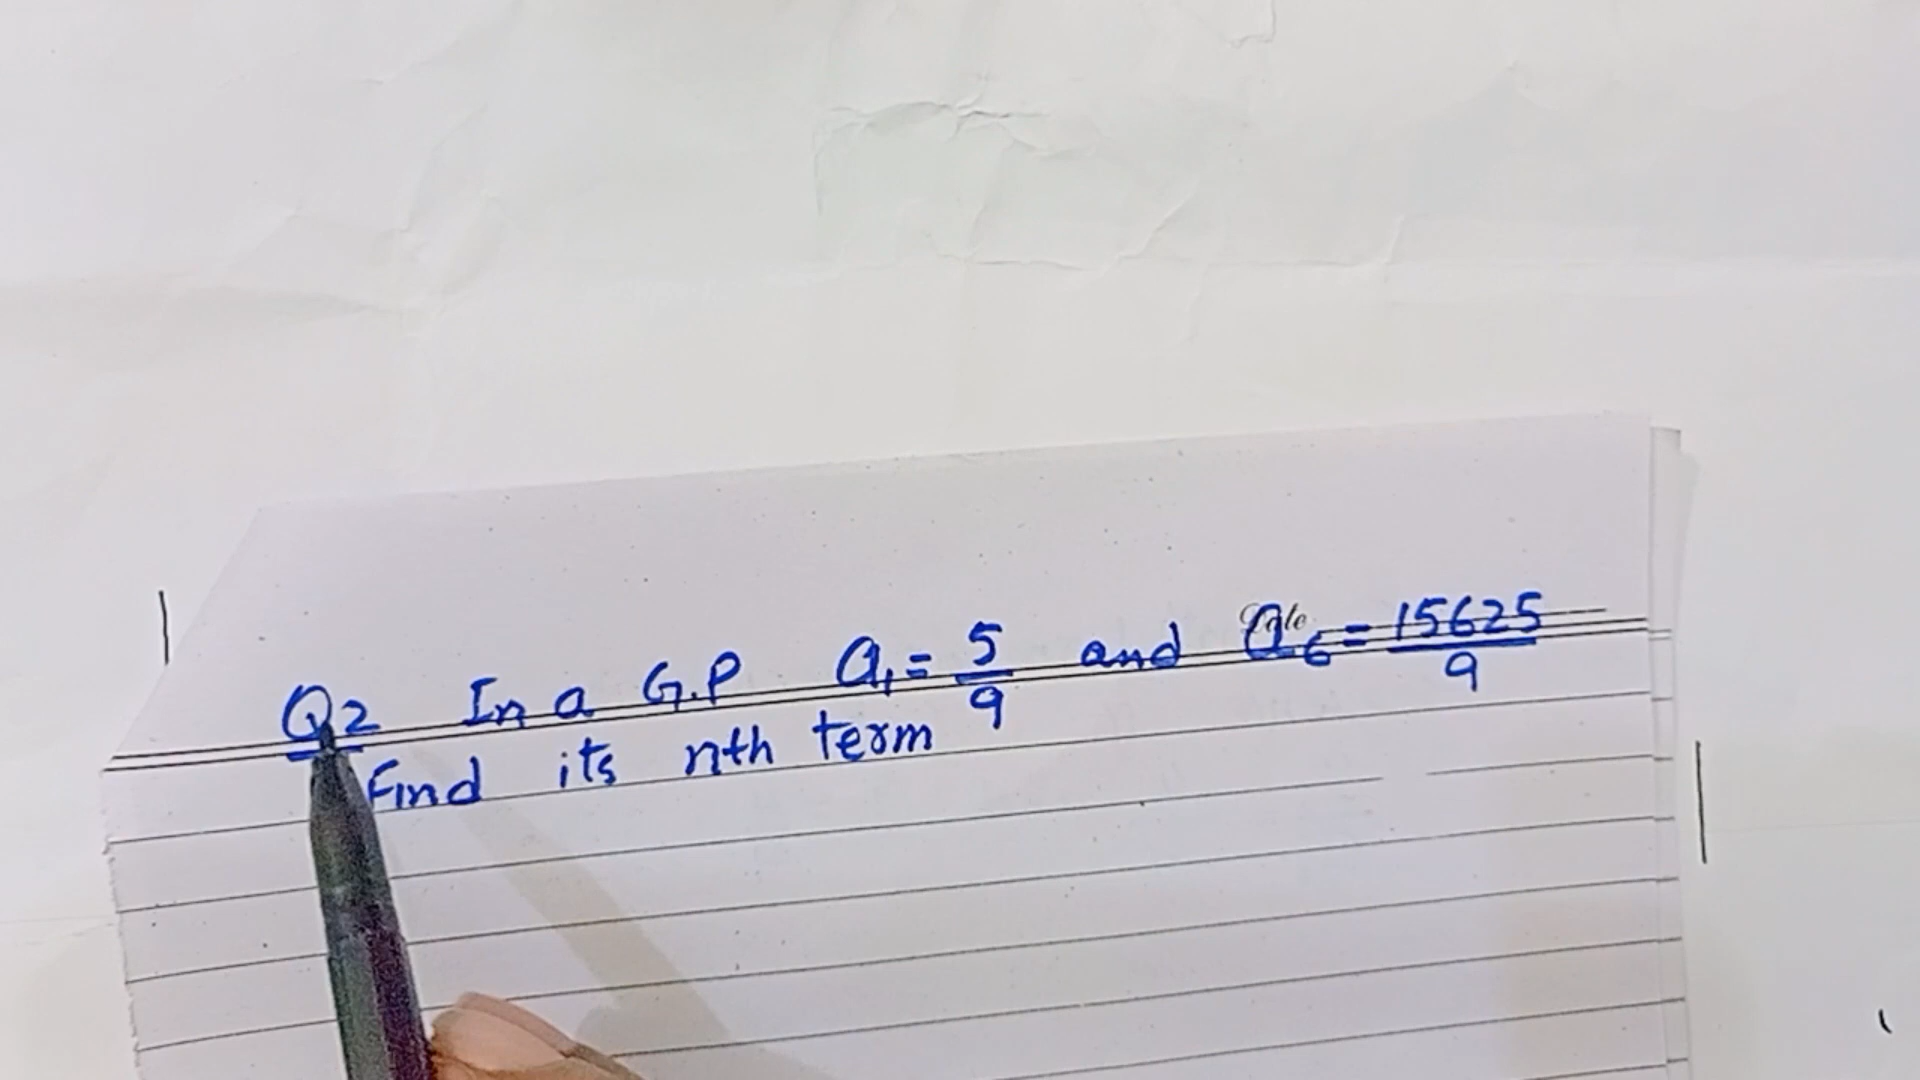 Q2 In a G.P a₁ = 5/9 and a₆ = 15625/9
Find its nth term